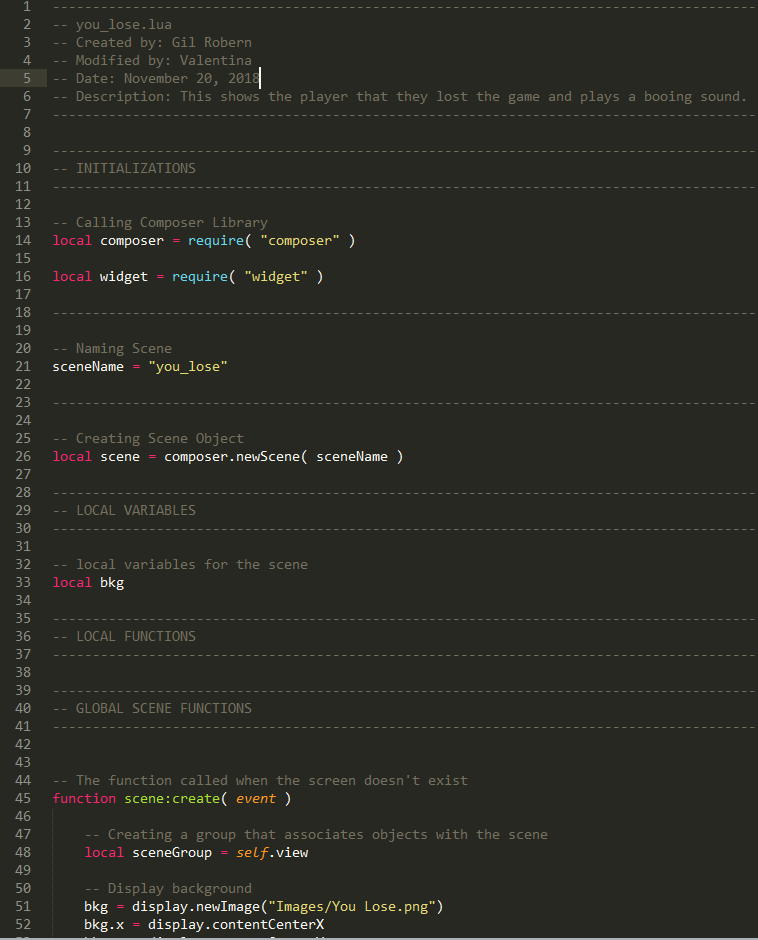 1 ----------------------------------------------------------------------------------------
2 -- you_lose.lua
3 -- Created by: Gil Robern
4 -- Modified by: Valentina
5 -- Date: November 20, 2018
6 -- Description: This shows the player that they lost the game and plays a booing sound.
7 ----------------------------------------------------------------------------------------
8
9 ----------------------------------------------------------------------------------------
10 -- INITIALIZATIONS
11 ----------------------------------------------------------------------------------------
12
13 -- Calling Composer Library
14 local composer = require( "composer" )
15
16 local widget = require( "widget" )
17
18 ----------------------------------------------------------------------------------------
19
20 -- Naming Scene
21 sceneName = "you_lose"
22
23 ----------------------------------------------------------------------------------------
24
25 -- Creating Scene Object
26 local scene = composer.newScene( sceneName )
27
28 ----------------------------------------------------------------------------------------
29 -- LOCAL VARIABLES
30 ----------------------------------------------------------------------------------------
31
32 -- local variables for the scene
33 local bkg
34
35 ----------------------------------------------------------------------------------------
36 -- LOCAL FUNCTIONS
37 ----------------------------------------------------------------------------------------
38
39 ----------------------------------------------------------------------------------------
40 -- GLOBAL SCENE FUNCTIONS
41 ----------------------------------------------------------------------------------------
42
43
44 -- The function called when the screen doesn't exist
45 function scene:create( event )
46
47     -- Creating a group that associates objects with the scene
48     local sceneGroup = self.view
49
50     -- Display background
51     bkg = display.newImage("Images/You Lose.png")
52     bkg.x = display.contentCenterX